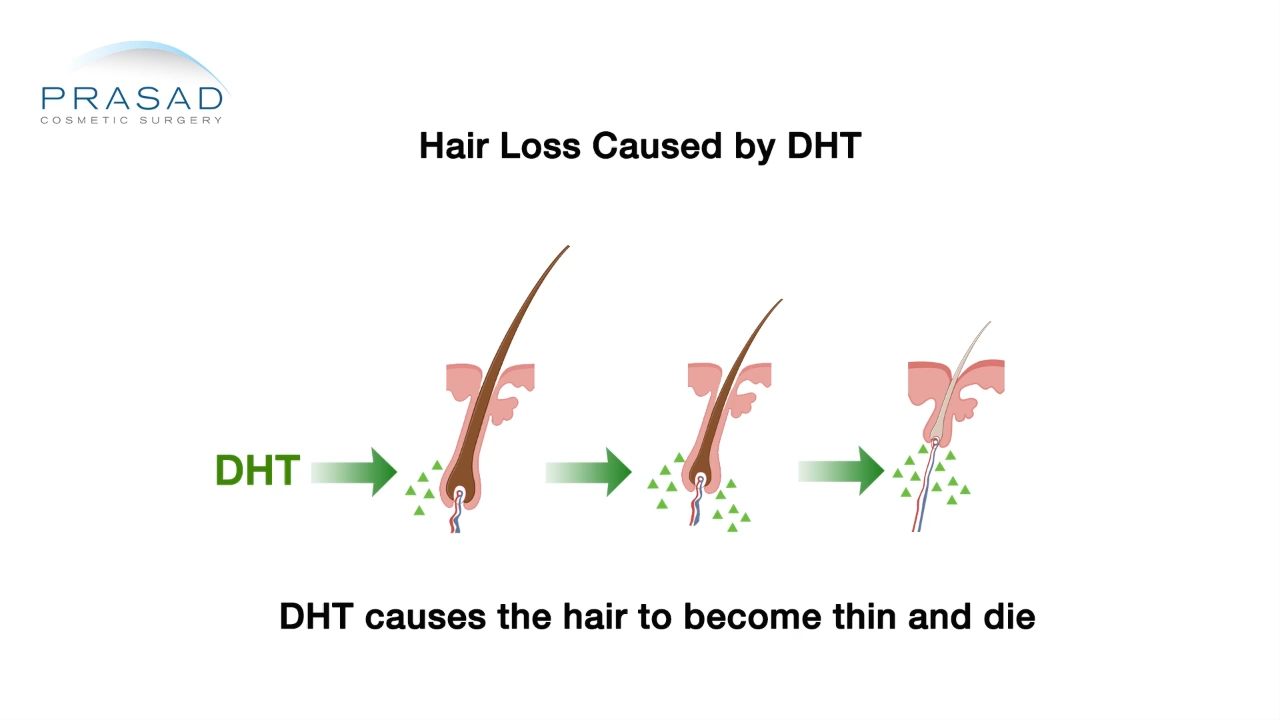 PRASAD
COSMETIC SURGERY
Hair Loss Caused by DHT
DHT
DHT causes the hair to become thin and die